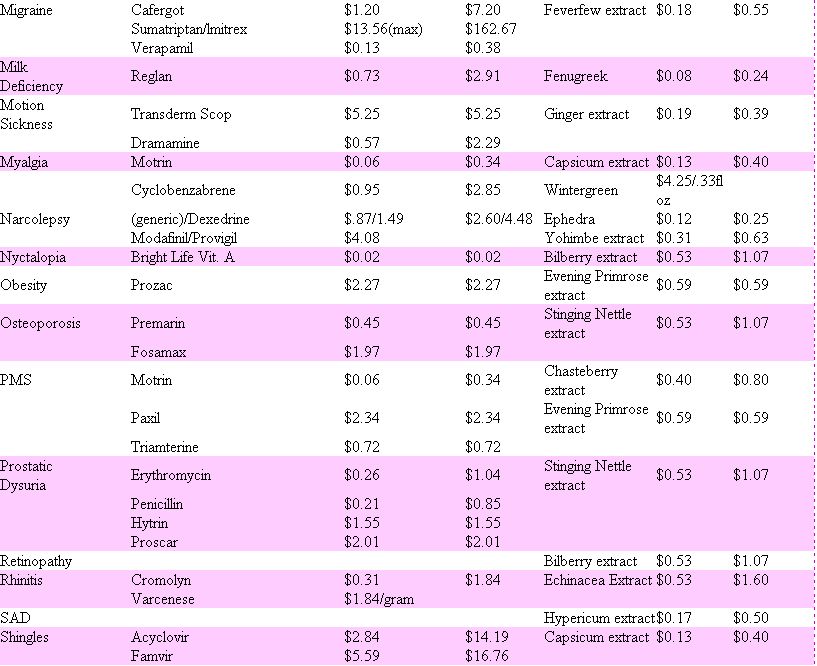 Migraine Cafergot $1.20 $7.20 Feverfew extract $0.18 $0.55
Sumatriptan/Imitrex $13.56(max) $162.67
Verapamil $0.13 $0.38
Milk
Deficiency Reglan $0.73 $2.91 Fenugreek $0.08 $0.24
Motion
Sickness Transderm Scop $5.25 $5.25 Ginger extract $0.19 $0.39
Dramamine $0.57 $2.29
Myalgia Motrin $0.06 $0.34 Capsicum extract $0.13 $0.40
Cyclobenzabrene $0.95 $2.85 Wintergreen $4.25/.33fl
oz
Narcolepsy (generic)/Dexedrine $.87/1.49 $2.60/4.48 Ephedra $0.12 $0.25
Modafinil/Provigil $4.08 Yohimbe extract $0.31 $0.63
Nyctalopia Bright Life Vit. A $0.02 $0.02 Bilberry extract $0.53 $1.07
Obesity Prozac $2.27 $2.27 Evening Primrose
extract $0.59 $0.59
Osteoporosis Premarin $0.45 $0.45 Stinging Nettle
extract $0.53 $1.07
Fosamax $1.97 $1.97
PMS Motrin $0.06 $0.34 Chasteberry
extract $0.40 $0.80
Paxil $2.34 $2.34 Evening Primrose
extract $0.59 $0.59
Triamterine $0.72 $0.72
Prostatic
Dysuria Erythromycin $0.26 $1.04 Stinging Nettle
extract $0.53 $1.07
Penicillin $0.21 $0.85
Hytrin $1.55 $1.55
Proscar $2.01 $2.01
Retinopathy Bilberry extract $0.53 $1.07
Rhinitis Cromolyn $0.31 $1.84 Echinacea Extract $0.53 $1.60
Varcenese $1.84/gram
SAD Hypericum extract $0.17 $0.50
Shingles Acyclovir $2.84 $14.19 Capsicum extract $0.13 $0.40
Famvir $5.59 $16.76